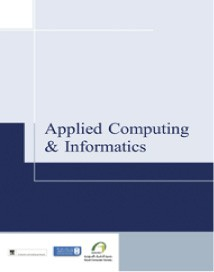 Applied Computing
& Informatics